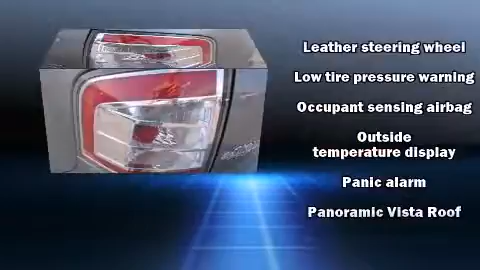 Leather steering wheel
Low tire pressure warning
Occupant sensing airbag
Outside
temperature display
Panic alarm
Panoramic Vista Roof